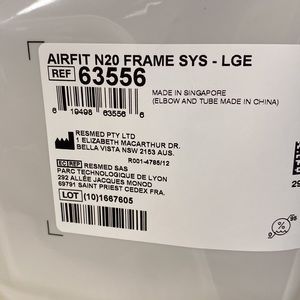 AIRFIT N20 FRAME SYS - LGE
REF 63556
MADE IN SINGAPORE
(ELBOW AND TUBE MADE IN CHINA)
6 19498 63556 6
RESMED PTY LTD
1 ELIZABETH MACARTHUR DR.
BELLA VISTA NSW 2153 AUS.
R001-4785/12
EC REP RESMED SAS
PARC TECHNOLOGIQUE DE LYON
292 ALLÉE JACQUES MONOD
69791 SAINT PRIEST CEDEX FRA.
LOT (10)1667605